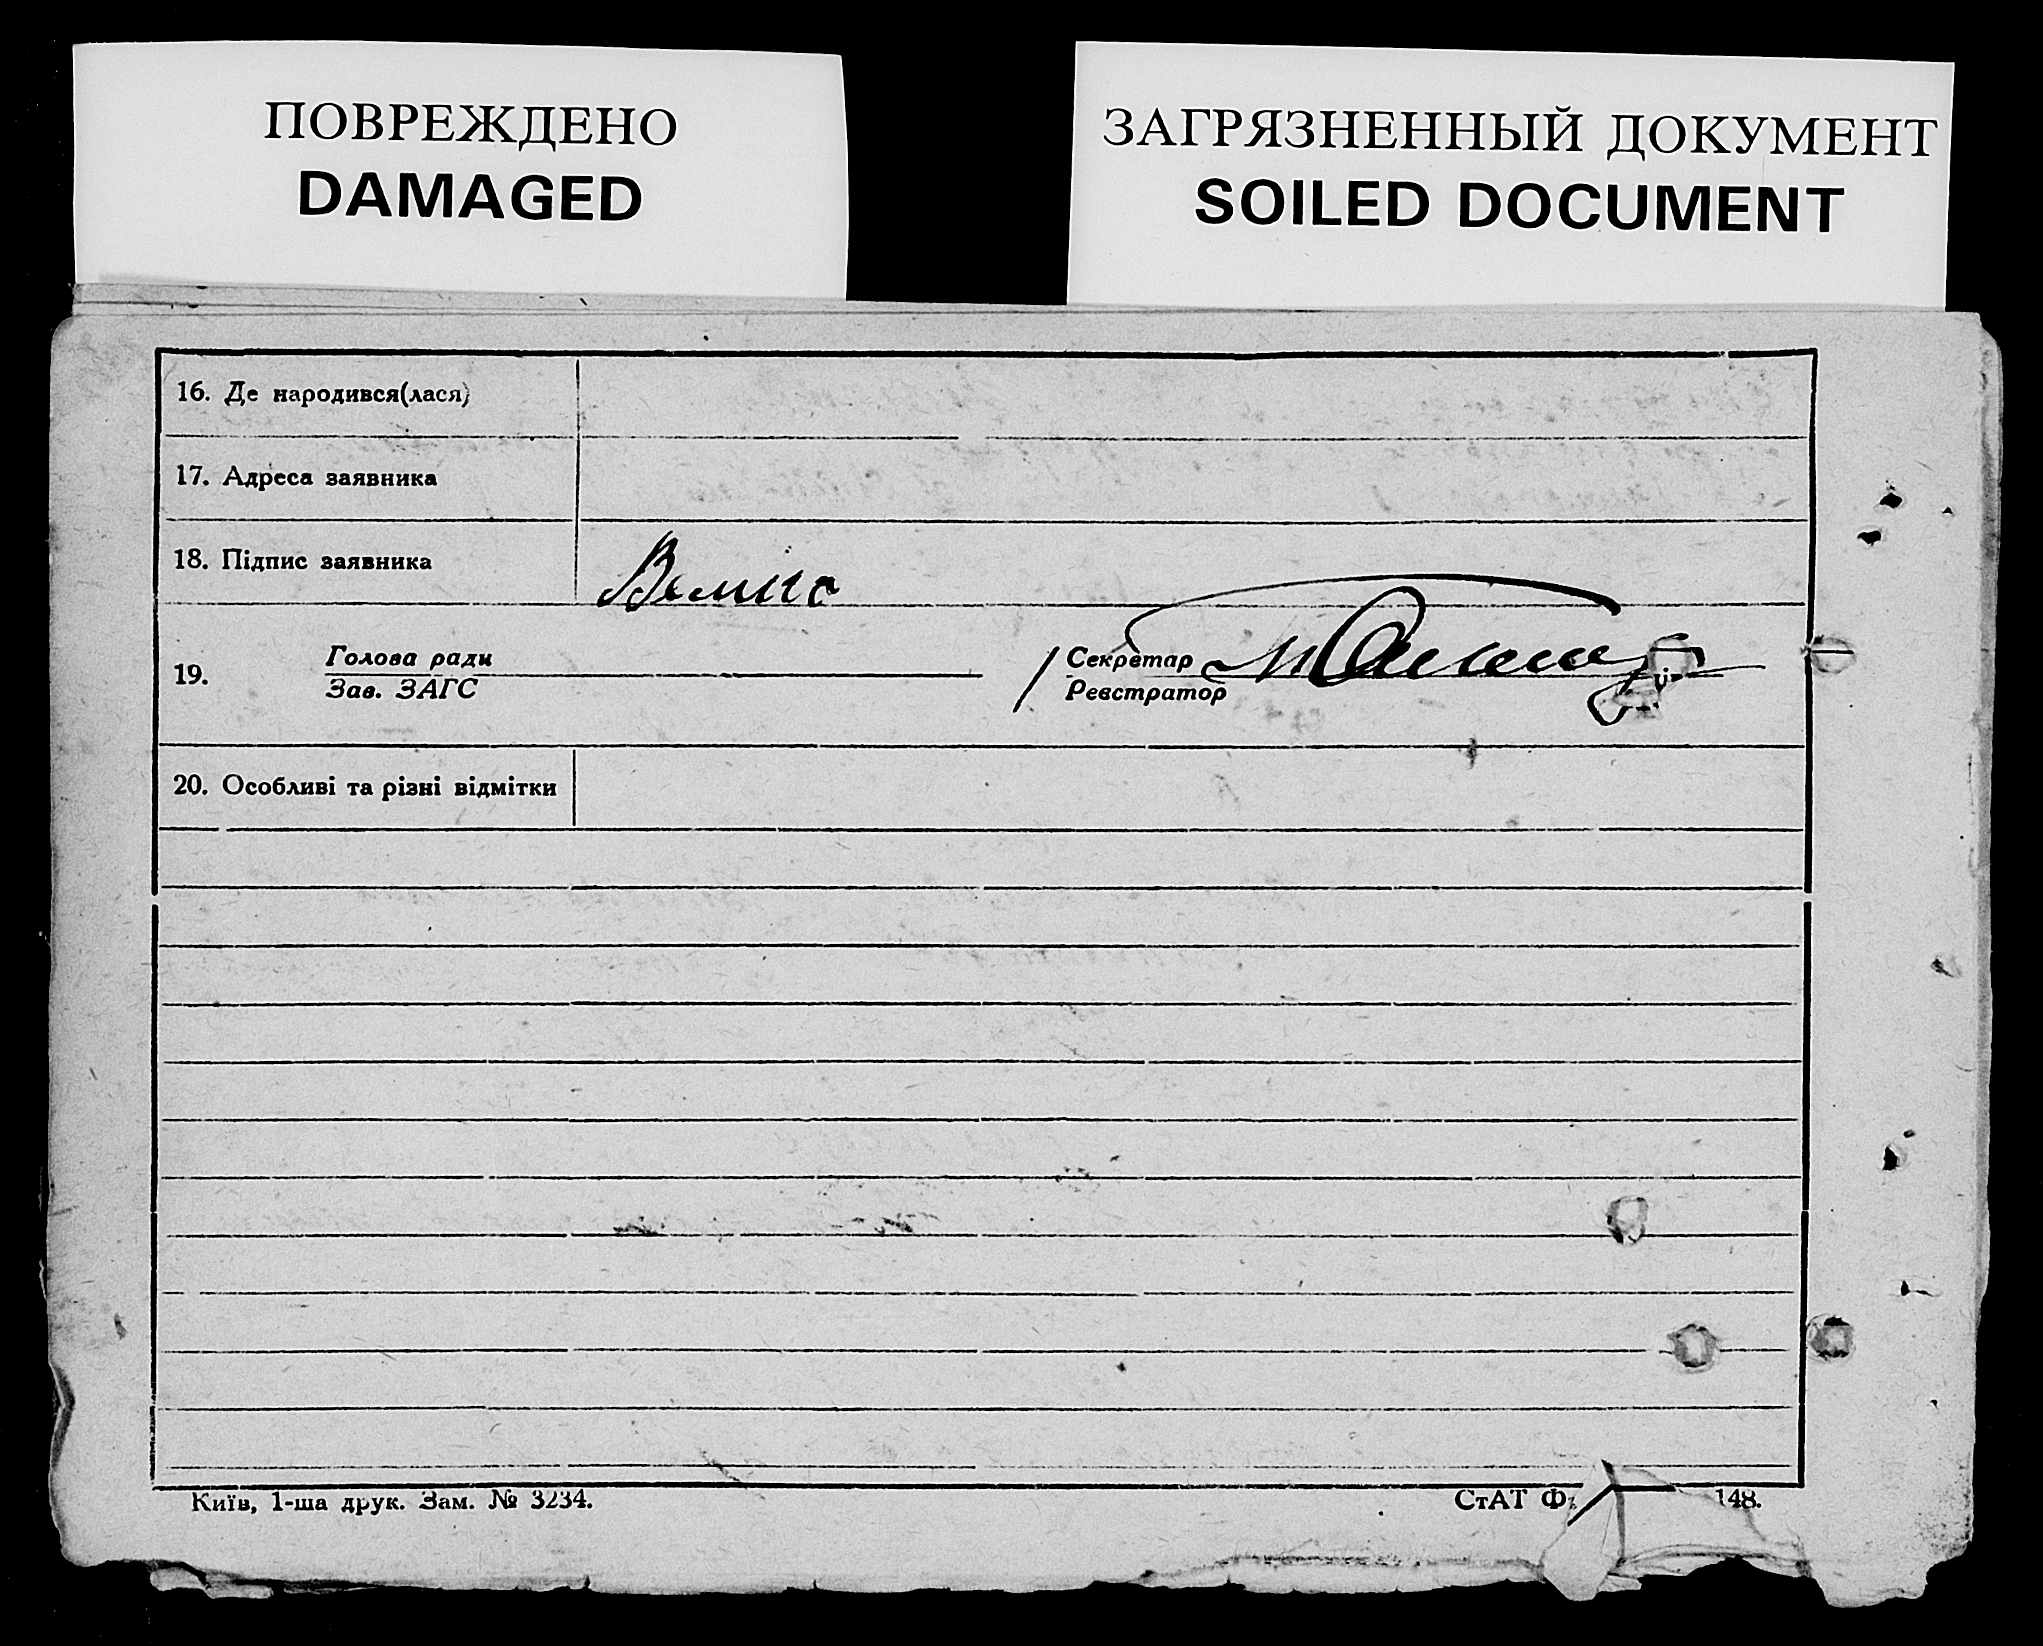 ПОВРЕЖДЕНО
DAMAGED
ЗАГРЯЗНЕННЫЙ ДОКУМЕНТ
SOILED DOCUMENT
16. Де народився(лася)
17. Адреса заявника
18. Підпис заявника
19. Голова ради
Зав. ЗАГС
Секретар
Реєстратор
20. Особливі та різні відмітки
Київ, 1-ша друк. Зам. № 3234.
СтАТ Ф. 148.